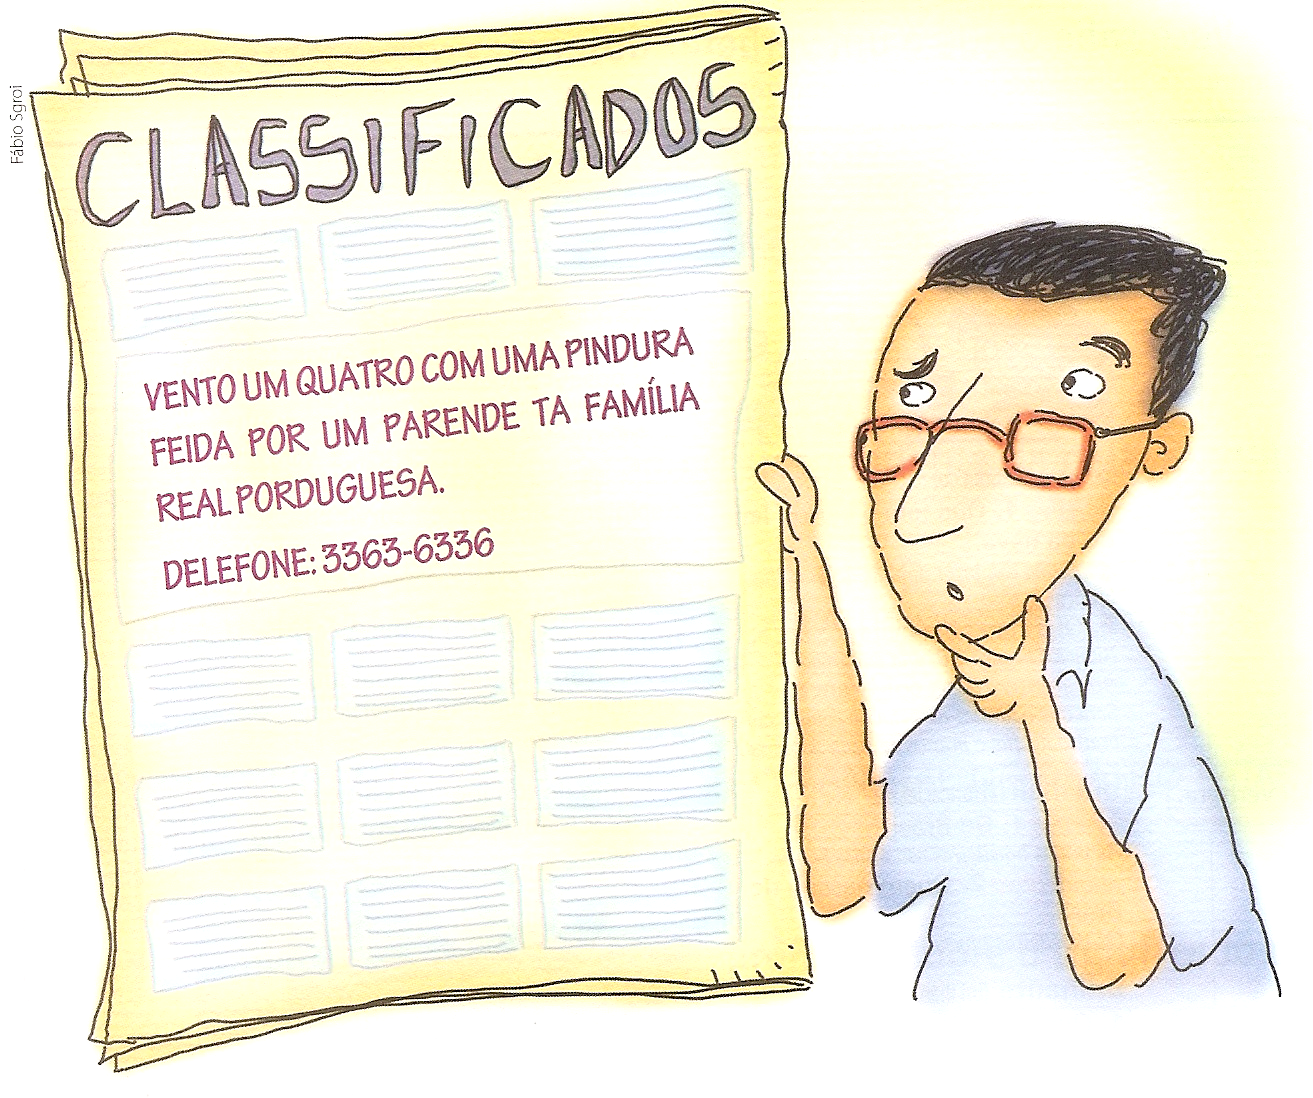 Fábio Sgroi
CLASSIFICADOS
VENTO UM QUATRO COM UMA PINDURA
FEIDA POR UM PARENDE TA FAMÍLIA
REAL PORDUGUESA.
DELEFONE: 3363-6336